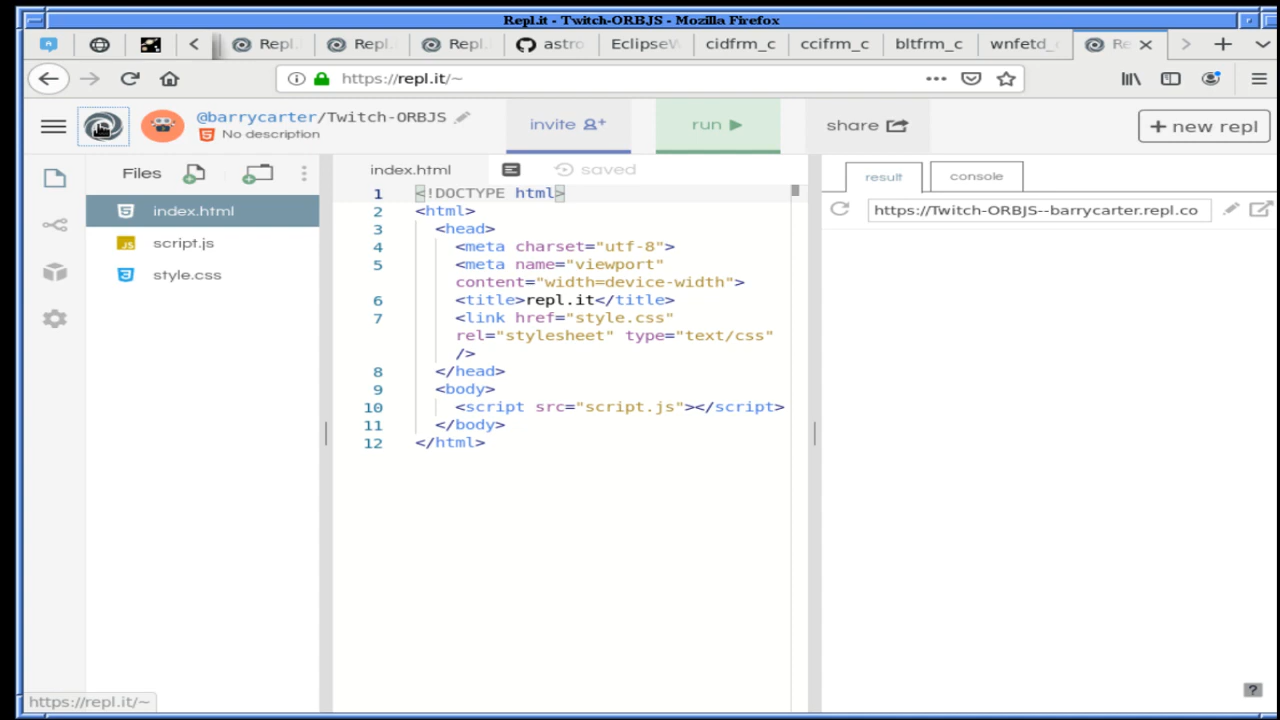 Repl.it - Twitch-ORBJS - Mozilla Firefox
Repl. Repl. Repl. astro EclipseW cidfrm_c ccifrm_c bltfrm_c wnfetd_ Re
https://repl.it/~
@barrycarter/Twitch-ORBJS
No description
invite
run
share
+ new repl
Files
index.html
script.js
style.css
index.html
saved
1 <!DOCTYPE html>
2 <html>
3 <head>
4 <meta charset="utf-8">
5 <meta name="viewport"
content="width=device-width">
6 <title>repl.it</title>
7 <link href="style.css"
rel="stylesheet" type="text/css"
/>
8 </head>
9 <body>
10 <script src="script.js"></script>
11 </body>
12 </html>
result
console
https://Twitch-ORBJS--barrycarter.repl.co
?
https://repl.it/~